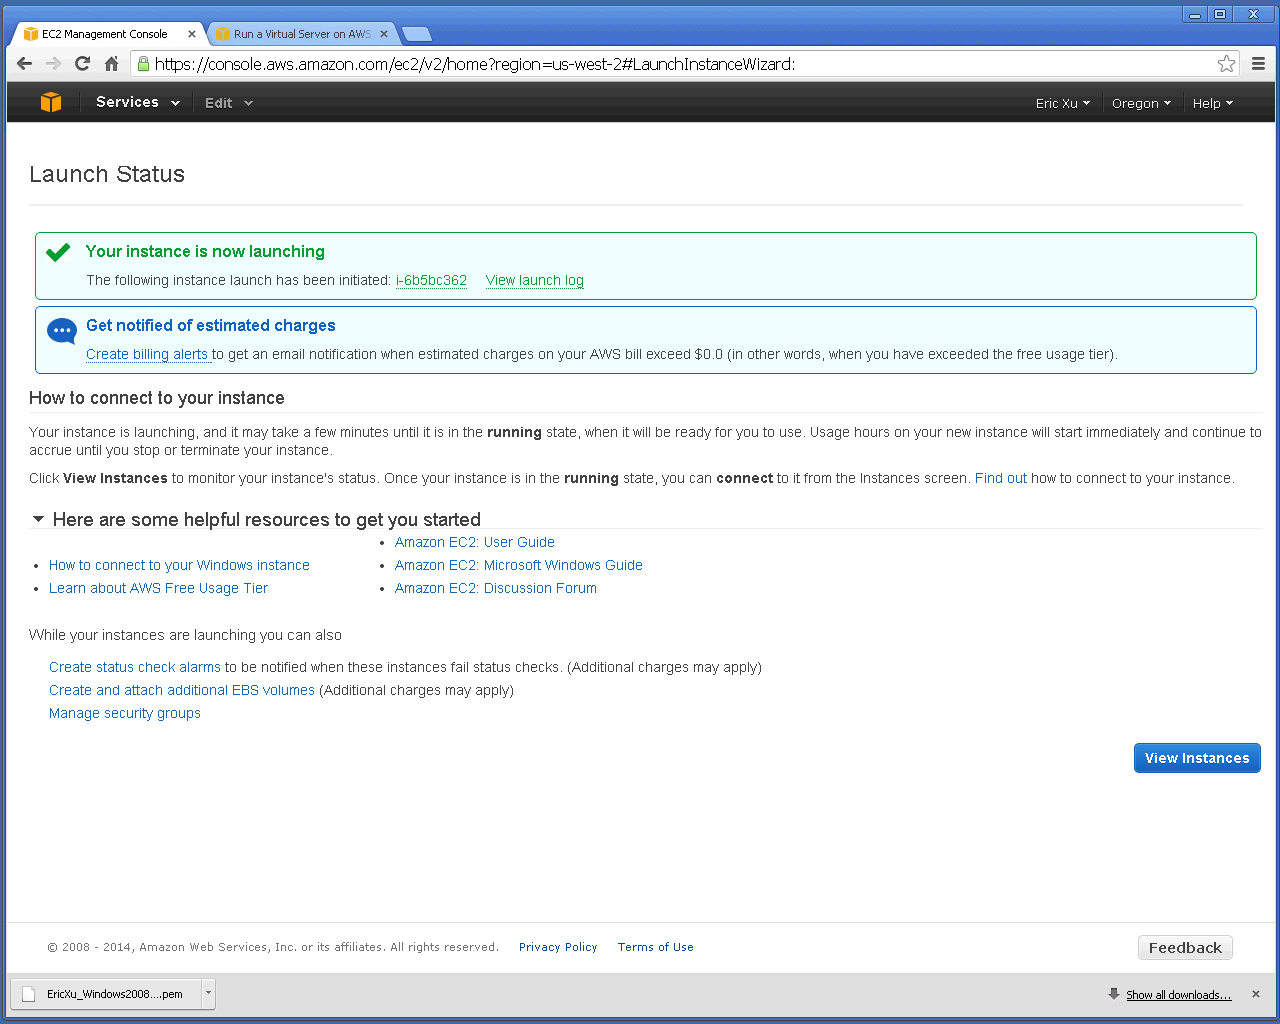 EC2 Management Console
Run a Virtual Server on AWS
https://console.aws.amazon.com/ec2/v2/home?region=us-west-2#LaunchInstanceWizard:
Services Edit Eric Xu Oregon Help
Launch Status
Your instance is now launching
The following instance launch has been initiated: i-6b5bc362 View launch log
Get notified of estimated charges
Create billing alerts to get an email notification when estimated charges on your AWS bill exceed $0.0 (in other words, when you have exceeded the free usage tier).
How to connect to your instance
Your instance is launching, and it may take a few minutes until it is in the running state, when it will be ready for you to use. Usage hours on your new instance will start immediately and continue to
accrue until you stop or terminate your instance.
Click View Instances to monitor your instance's status. Once your instance is in the running state, you can connect to it from the Instances screen. Find out how to connect to your instance.
Here are some helpful resources to get you started
• How to connect to your Windows instance
• Learn about AWS Free Usage Tier
• Amazon EC2: User Guide
• Amazon EC2: Microsoft Windows Guide
• Amazon EC2: Discussion Forum
While your instances are launching you can also
Create status check alarms to be notified when these instances fail status checks. (Additional charges may apply)
Create and attach additional EBS volumes (Additional charges may apply)
Manage security groups
View Instances
© 2008 - 2014, Amazon Web Services, Inc. or its affiliates. All rights reserved. Privacy Policy Terms of Use
Feedback
EricXu_Windows2008....pem
Show all downloads...